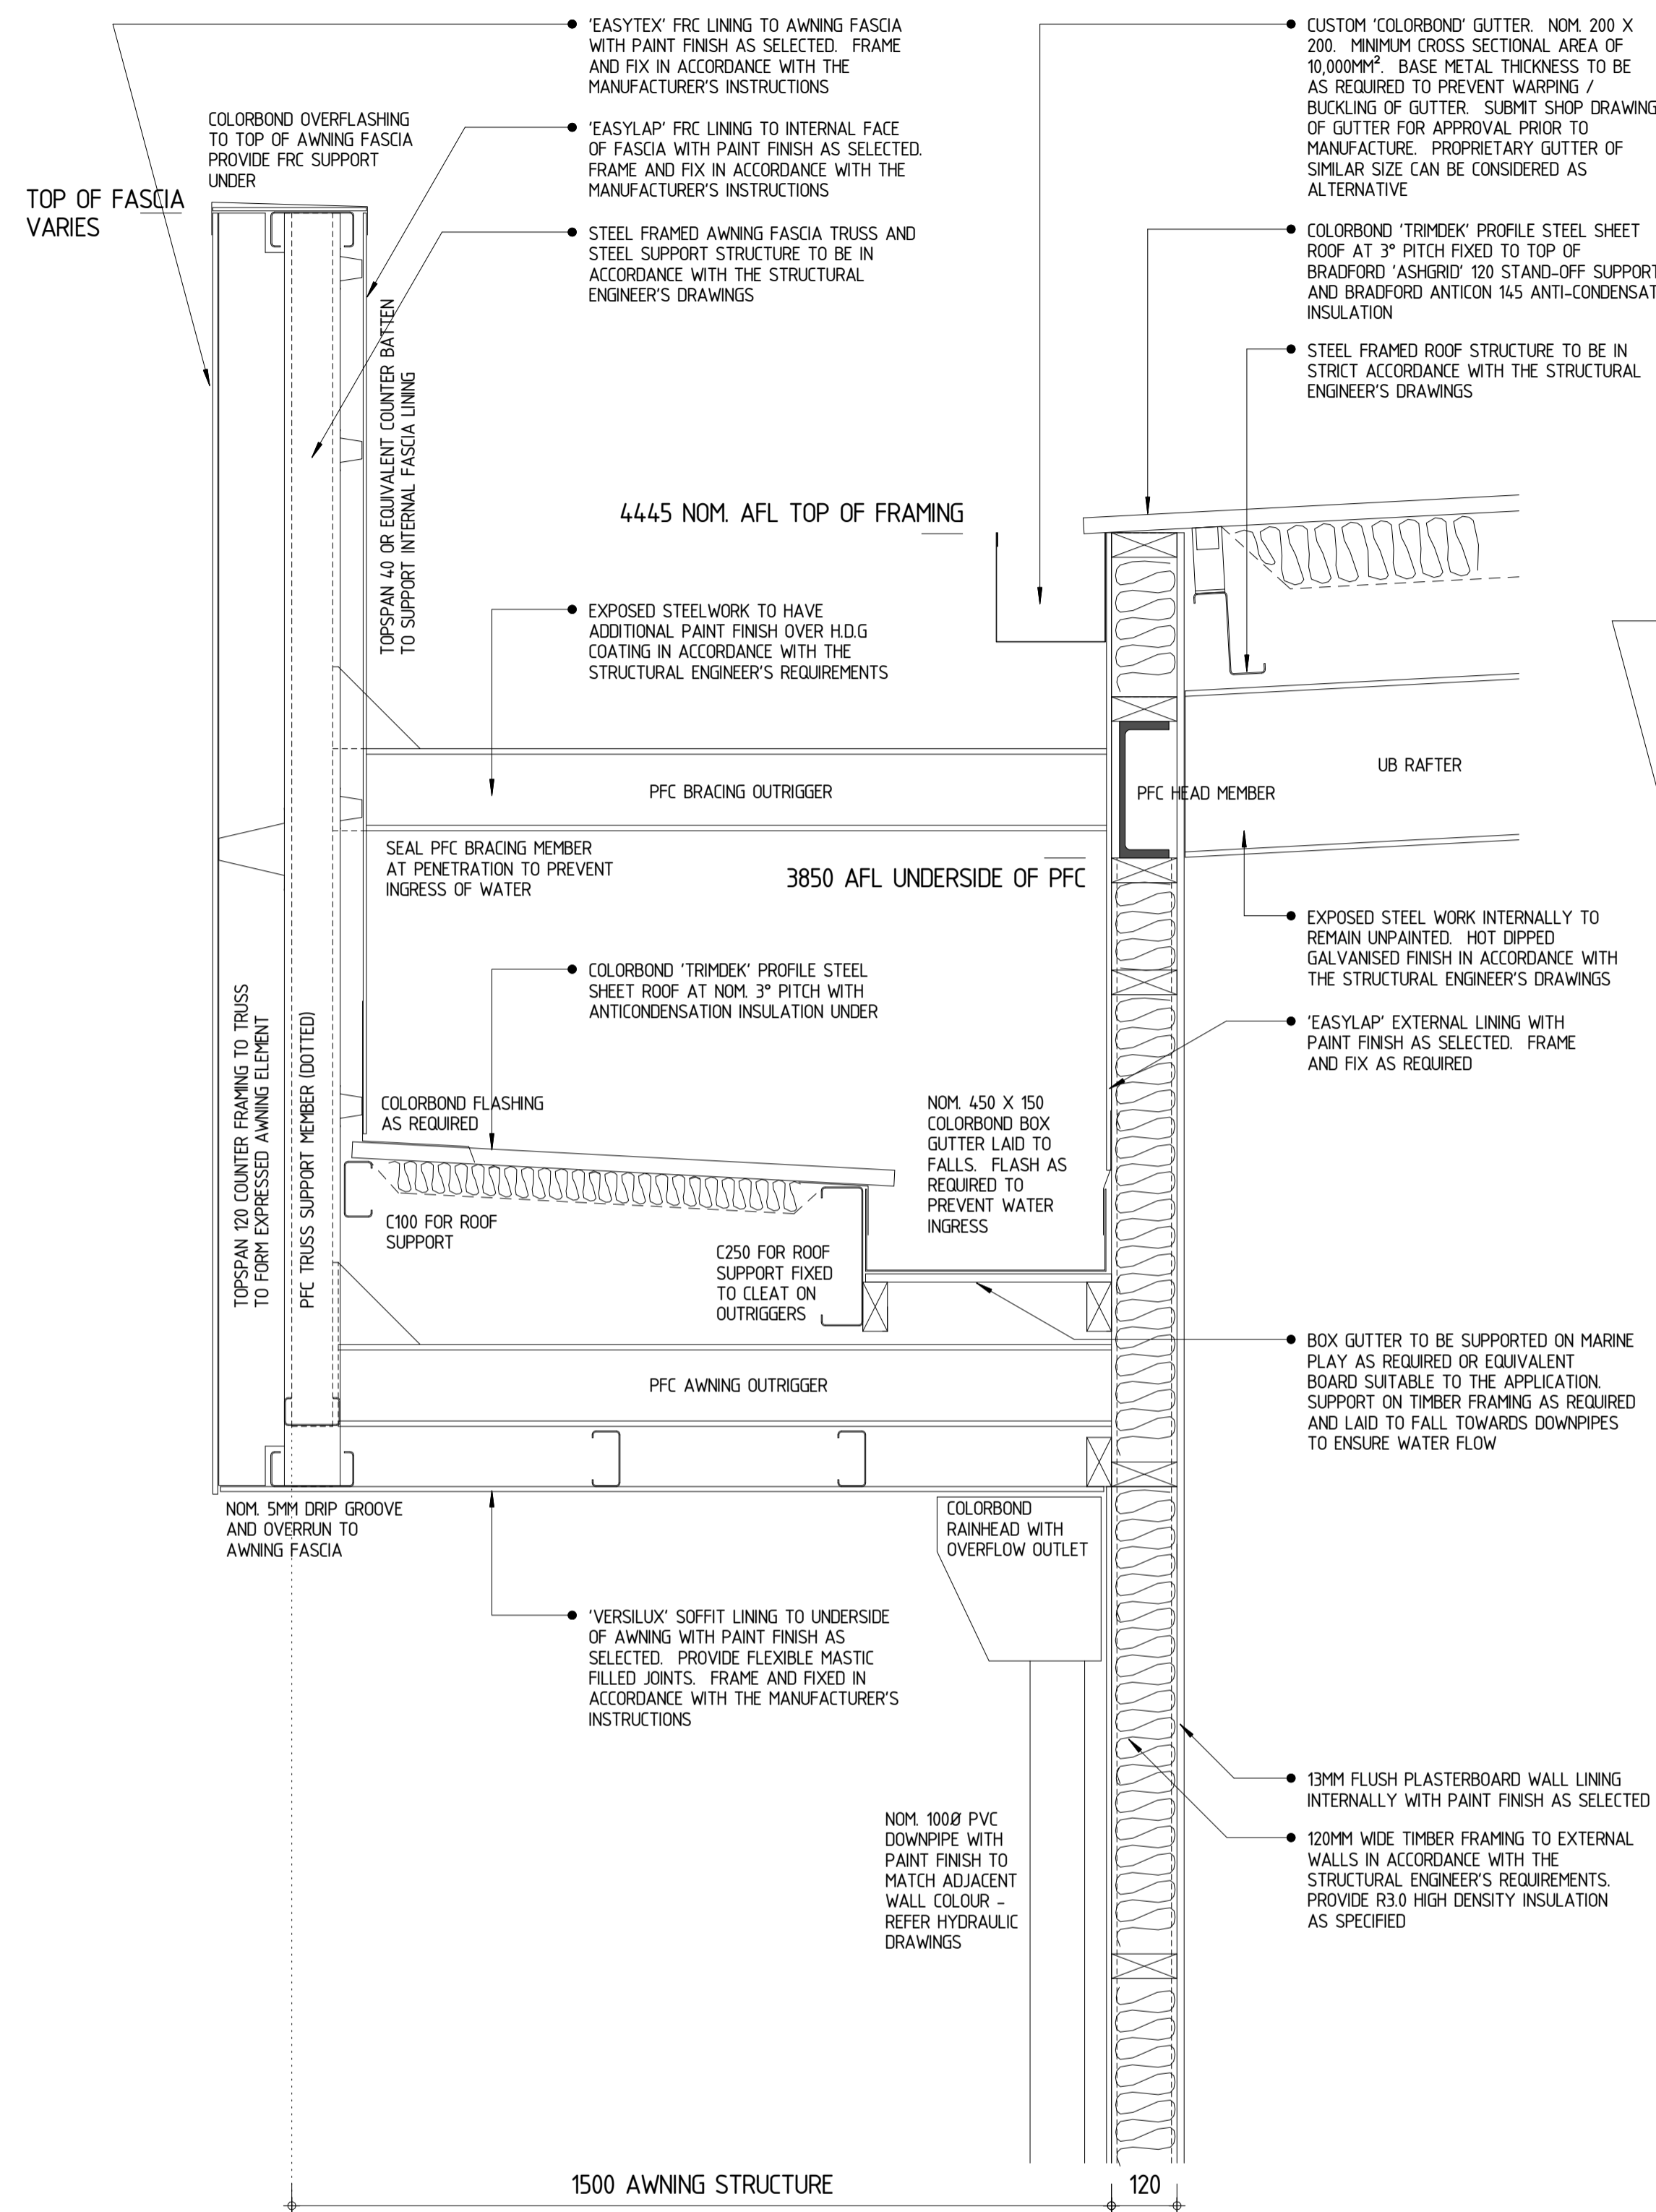 'EASYTEX' FRC LINING TO AWNING FASCIA
WITH PAINT FINISH AS SELECTED. FRAME
AND FIX IN ACCORDANCE WITH THE
MANUFACTURER'S INSTRUCTIONS
CUSTOM 'COLORBOND' GUTTER. NOM. 200 X
200. MINIMUM CROSS SECTIONAL AREA OF
10,000MM². BASE METAL THICKNESS TO BE
AS REQUIRED TO PREVENT WARPING /
BUCKLING OF GUTTER. SUBMIT SHOP DRAWING
OF GUTTER FOR APPROVAL PRIOR TO
MANUFACTURE. PROPRIETARY GUTTER OF
SIMILAR SIZE CAN BE CONSIDERED AS
ALTERNATIVE
COLORBOND OVERFLASHING
TO TOP OF AWNING FASCIA
PROVIDE FRC SUPPORT
UNDER
'EASYLAP' FRC LINING TO INTERNAL FACE
OF FASCIA WITH PAINT FINISH AS SELECTED.
FRAME AND FIX IN ACCORDANCE WITH THE
MANUFACTURER'S INSTRUCTIONS
TOP OF FASCIA
VARIES
STEEL FRAMED AWNING FASCIA TRUSS AND
STEEL SUPPORT STRUCTURE TO BE IN
ACCORDANCE WITH THE STRUCTURAL
ENGINEER'S DRAWINGS
COLORBOND 'TRIMDEK' PROFILE STEEL SHEET
ROOF AT 3° PITCH FIXED TO TOP OF
BRADFORD 'ASHGRID' 120 STAND-OFF SUPPORT
AND BRADFORD ANTICON 145 ANTI-CONDENSAT
INSULATION
STEEL FRAMED ROOF STRUCTURE TO BE IN
STRICT ACCORDANCE WITH THE STRUCTURAL
ENGINEER'S DRAWINGS
TOPSPAN 40 OR EQUIVALENT COUNTER BATTEN
TO SUPPORT INTERNAL FASCIA LINING
4445 NOM. AFL TOP OF FRAMING
EXPOSED STEELWORK TO HAVE
ADDITIONAL PAINT FINISH OVER H.D.G
COATING IN ACCORDANCE WITH THE
STRUCTURAL ENGINEER'S REQUIREMENTS
UB RAFTER
PFC BRACING OUTRIGGER
PFC HEAD MEMBER
SEAL PFC BRACING MEMBER
AT PENETRATION TO PREVENT
INGRESS OF WATER
3850 AFL UNDERSIDE OF PFC
EXPOSED STEEL WORK INTERNALLY TO
REMAIN UNPAINTED. HOT DIPPED
GALVANISED FINISH IN ACCORDANCE WITH
THE STRUCTURAL ENGINEER'S DRAWINGS
COLORBOND 'TRIMDEK' PROFILE STEEL
SHEET ROOF AT NOM. 3° PITCH WITH
ANTICONDENSATION INSULATION UNDER
'EASYLAP' EXTERNAL LINING WITH
PAINT FINISH AS SELECTED. FRAME
AND FIX AS REQUIRED
TOPSPAN 120 COUNTER FRAMING TO TRUSS
TO FORM EXPRESSED AWNING ELEMENT
PFC TRUSS SUPPORT MEMBER (DOTTED)
COLORBOND FLASHING
AS REQUIRED
NOM. 450 X 150
COLORBOND BOX
GUTTER LAID TO
FALLS. FLASH AS
REQUIRED TO
PREVENT WATER
INGRESS
C100 FOR ROOF
SUPPORT
C250 FOR ROOF
SUPPORT FIXED
TO CLEAT ON
OUTRIGGERS
BOX GUTTER TO BE SUPPORTED ON MARINE
PLAY AS REQUIRED OR EQUIVALENT
BOARD SUITABLE TO THE APPLICATION.
SUPPORT ON TIMBER FRAMING AS REQUIRED
AND LAID TO FALL TOWARDS DOWNPIPES
TO ENSURE WATER FLOW
PFC AWNING OUTRIGGER
NOM. 5MM DRIP GROOVE
AND OVERRUN TO
AWNING FASCIA
COLORBOND
RAINHEAD WITH
OVERFLOW OUTLET
'VERSILUX' SOFFIT LINING TO UNDERSIDE
OF AWNING WITH PAINT FINISH AS
SELECTED. PROVIDE FLEXIBLE MASTIC
FILLED JOINTS. FRAME AND FIXED IN
ACCORDANCE WITH THE MANUFACTURER'S
INSTRUCTIONS
13MM FLUSH PLASTERBOARD WALL LINING
INTERNALLY WITH PAINT FINISH AS SELECTED
NOM. 100Ø PVC
DOWNPIPE WITH
PAINT FINISH TO
MATCH ADJACENT
WALL COLOUR -
REFER HYDRAULIC
DRAWINGS
120MM WIDE TIMBER FRAMING TO EXTERNAL
WALLS IN ACCORDANCE WITH THE
STRUCTURAL ENGINEER'S REQUIREMENTS.
PROVIDE R3.0 HIGH DENSITY INSULATION
AS SPECIFIED
1500 AWNING STRUCTURE
120